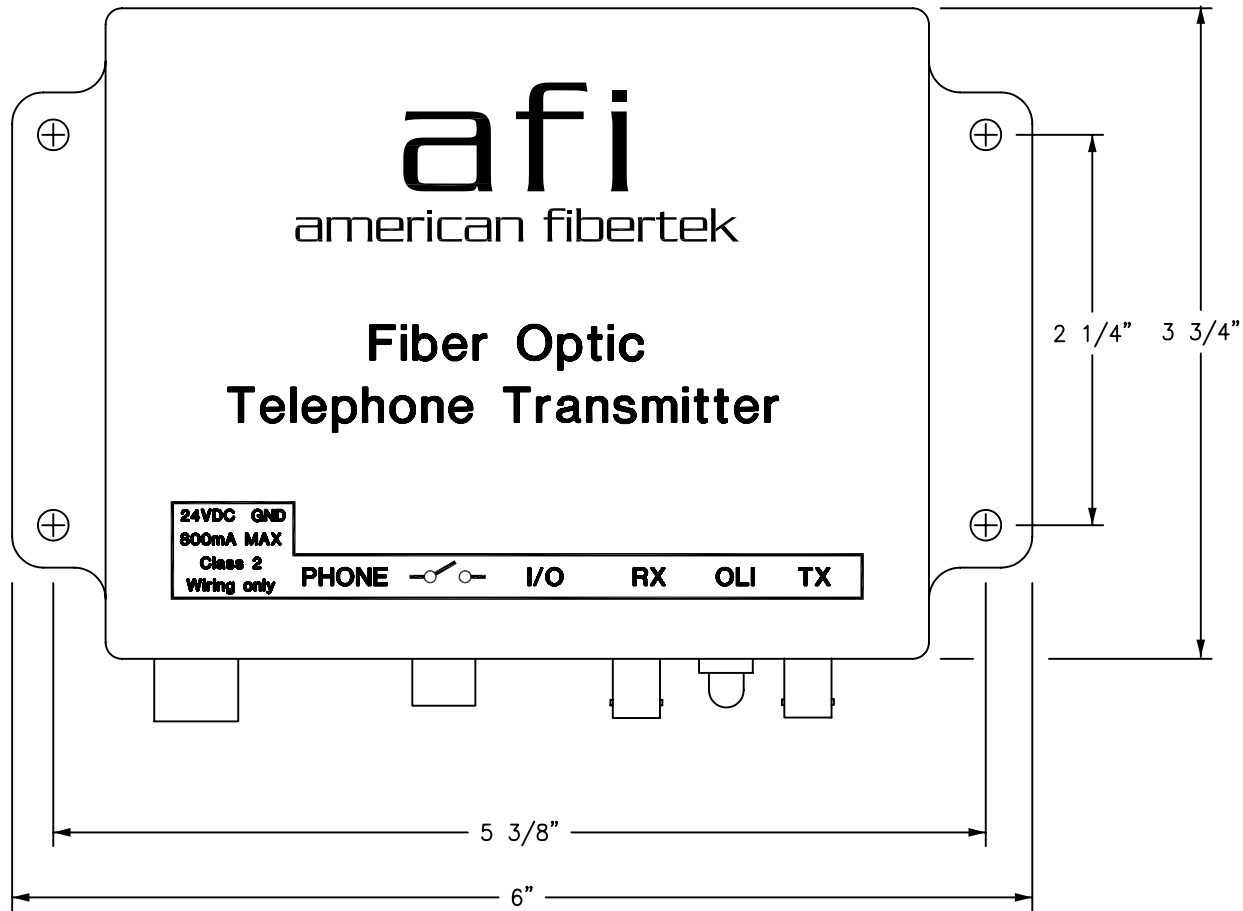 afi
american fibertek
Fiber Optic
Telephone Transmitter
2 1/4”
3 3/4”
24VDC GND
800mA MAX
Class 2
Wiring only
PHONE I/O RX OLI TX
5 3/8”
6”